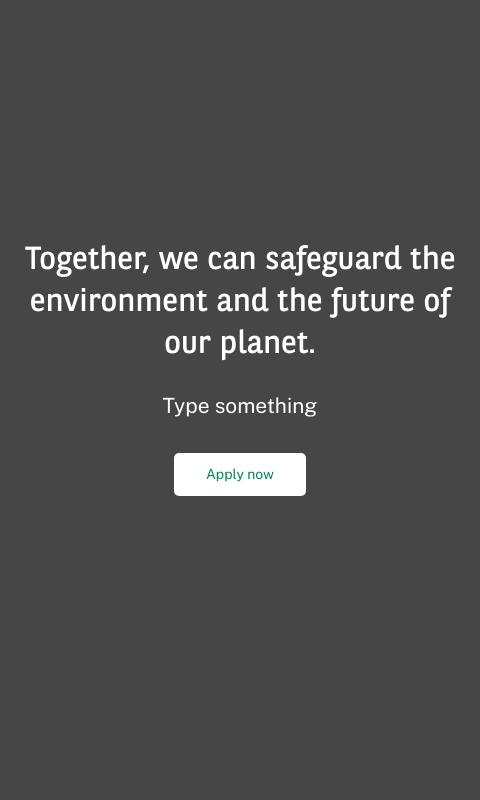 Together, we can safeguard the
environment and the future of
our planet.
Type something
Apply now